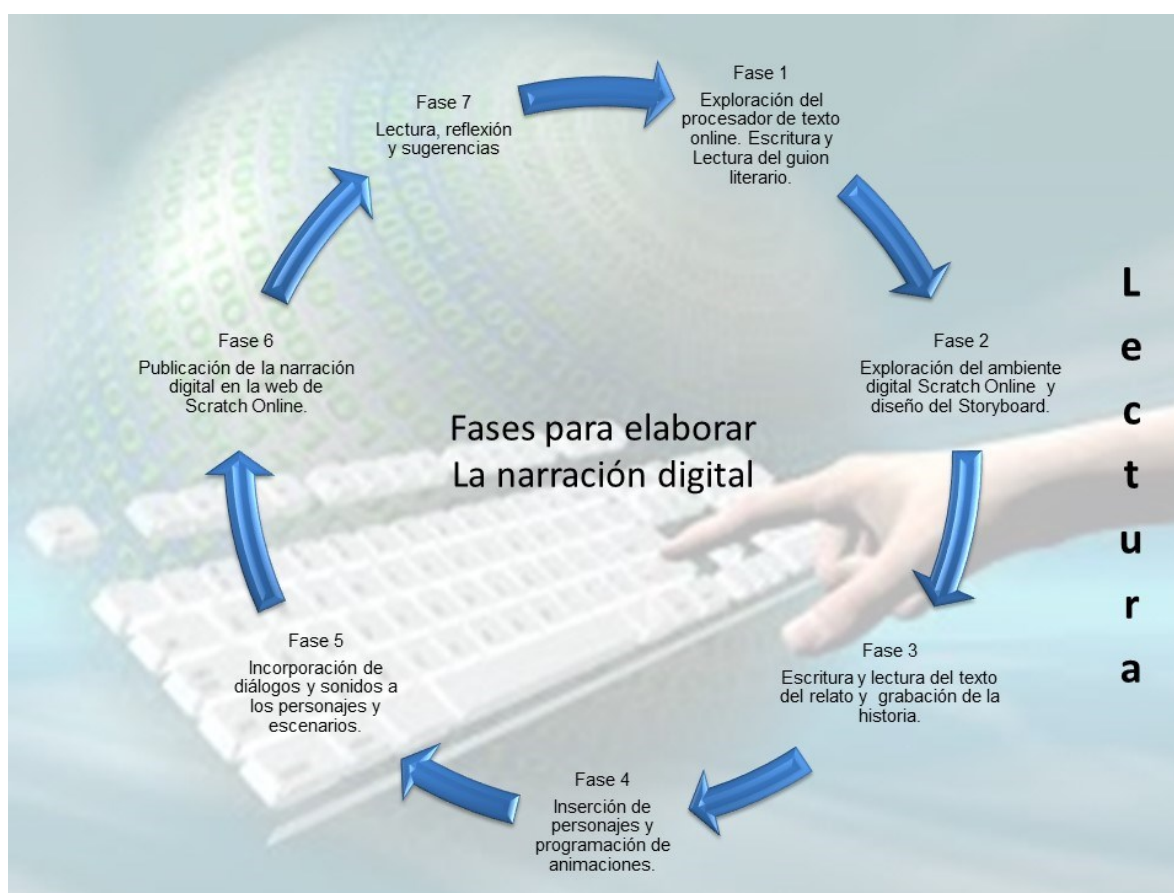 Fase 1
Exploración del
procesador de texto
online. Escritura y
Lectura del guion
literario.
Fase 2
Exploración del ambiente
digital Scratch Online y
diseño del Storyboard.
Fase 3
Escritura y lectura del texto
del relato y grabación de la
historia.
Fase 4
Inserción de
personajes y
programación de
animaciones.
Fase 5
Incorporación de
diálogos y sonidos a
los personajes y
escenarios.
Fase 6
Publicación de la narración
digital en la web de
Scratch Online.
Fase 7
Lectura, reflexión
y sugerencias
Fases para elaborar
La narración digital
L
e
c
t
u
r
a